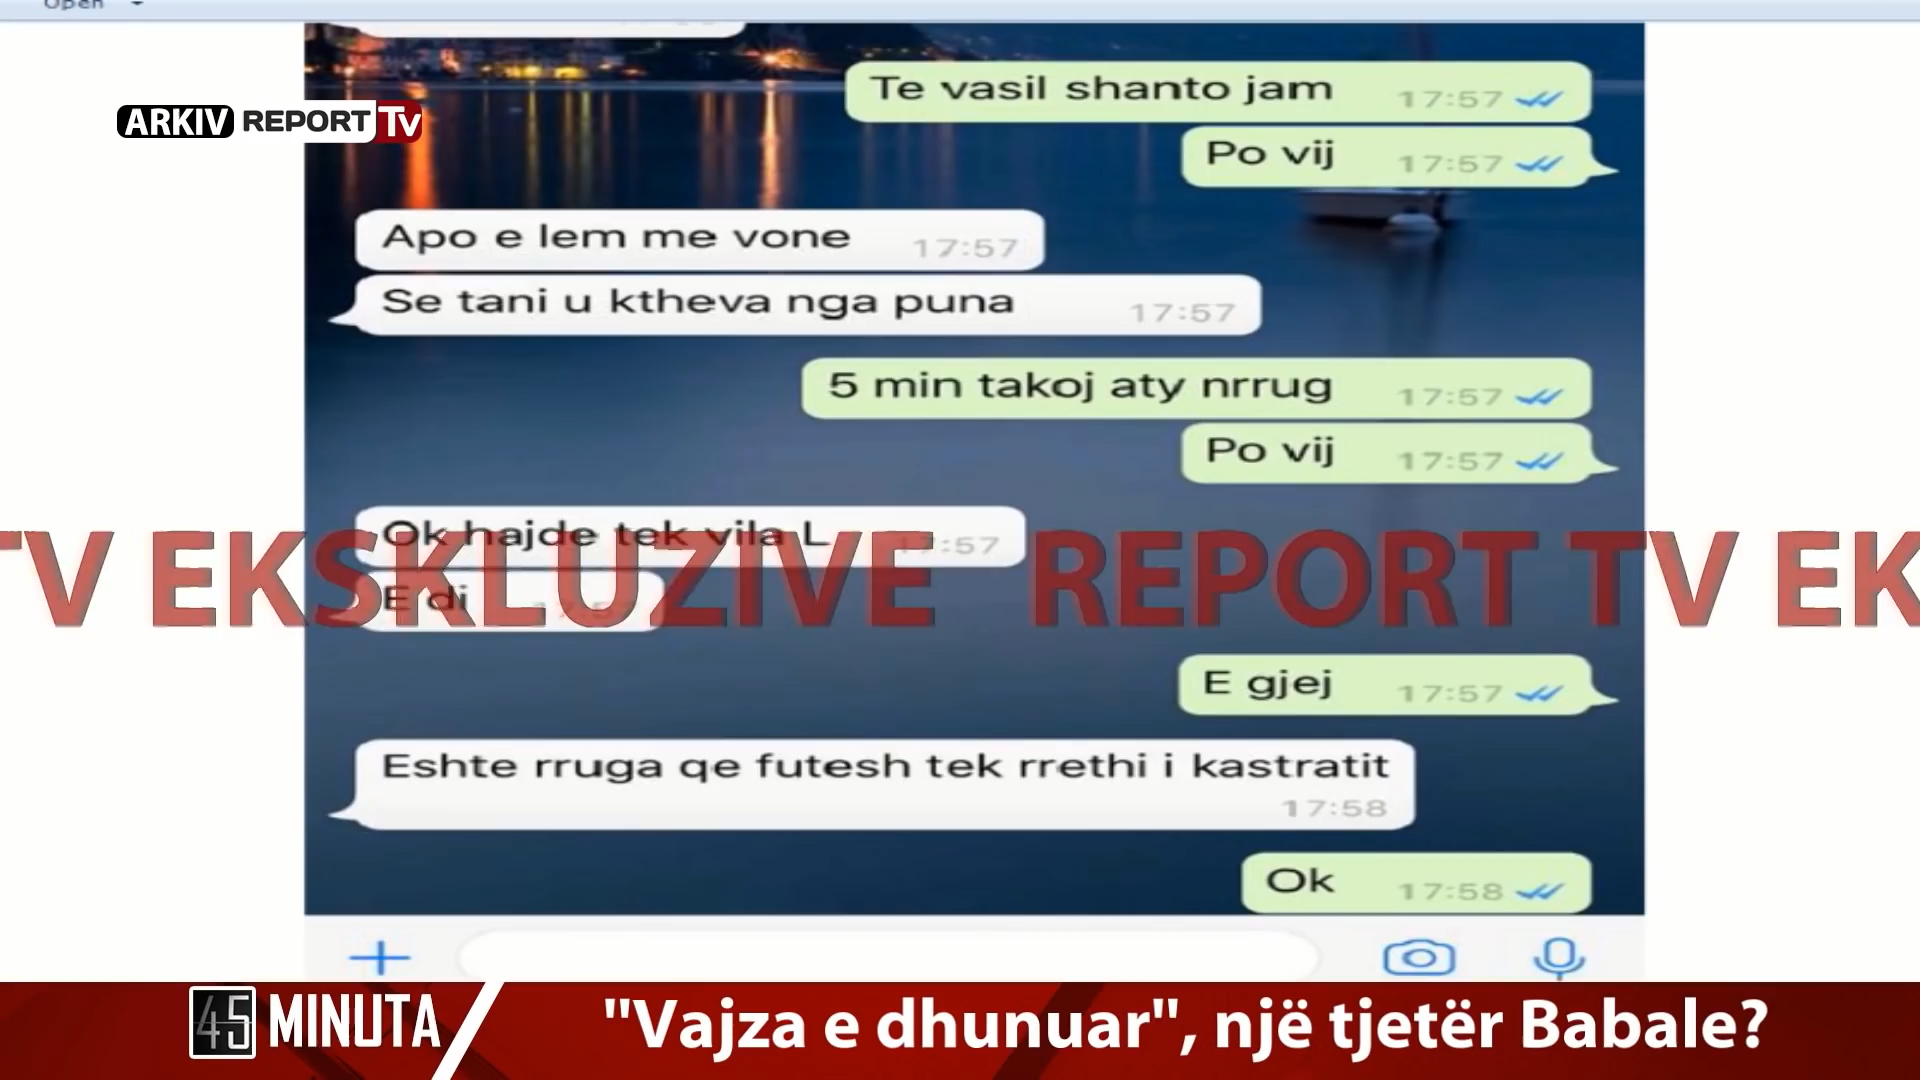 Open
Te vasil shanto jam 17:57
ARKIV REPORT Tv
Po vij 17:57
Apo e lem me vone 17:57
Se tani u ktheva nga puna 17:57
5 min takoj aty nrrug 17:57
Po vij 17:57
Ok hajde tek vila L 17:57
TV EKSKLUZIVE REPORT TV EK
E di
E gjej 17:57
Eshte rruga qe futesh tek rrethi i kastratit
17:58
Ok 17:58
45 MINUTA "Vajza e dhunuar", një tjetër Babale?